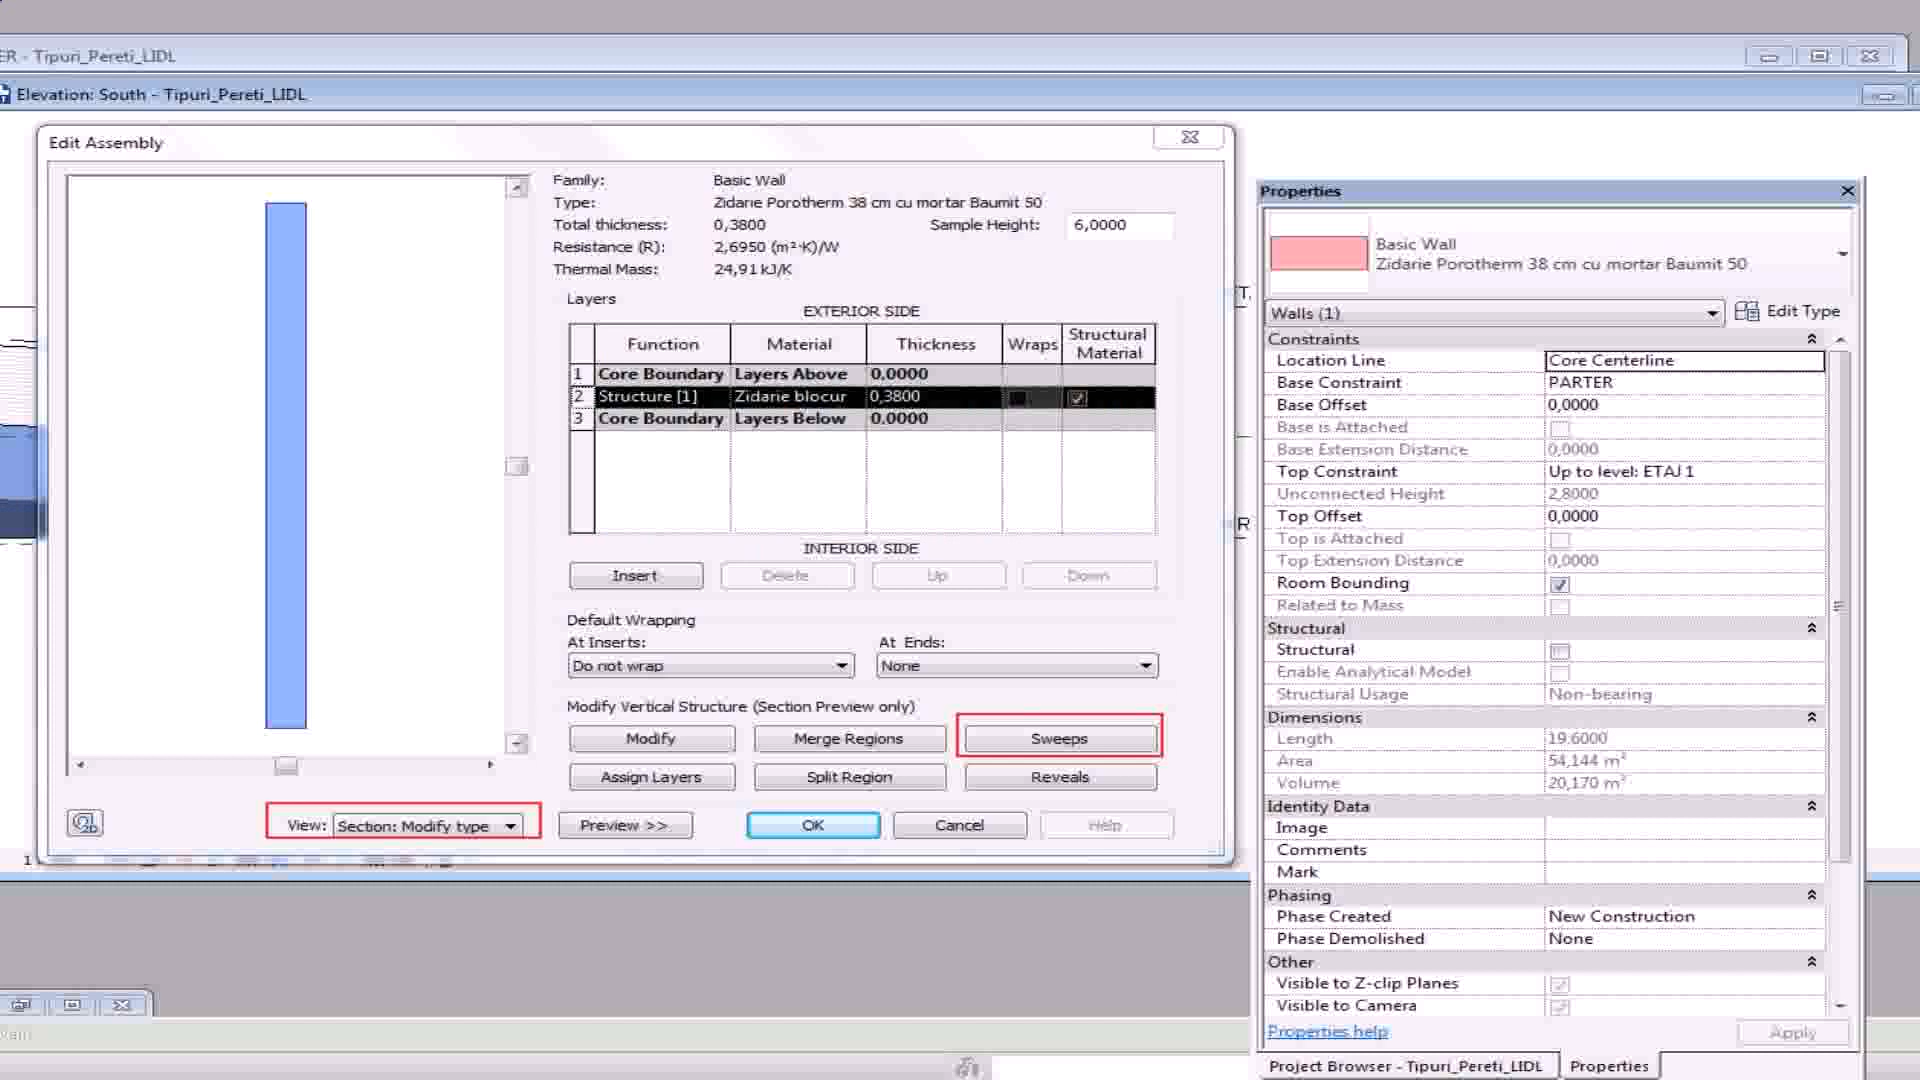 ER - Tipuri_Pereti_LIDL
Elevation: South - Tipuri_Pereti_LIDL
Edit Assembly
Family: Basic Wall
Type: Zidarie Porotherm 38 cm cu mortar Baumit 50
Total thickness: 0,3800 Sample Height: 6,0000
Resistance (R): 2,6950 (m²·K)/W
Thermal Mass: 24,91 kJ/K
Layers
EXTERIOR SIDE
Function Material Thickness Wraps Structural Material
1 Core Boundary Layers Above 0,0000
2 Structure [1] Zidarie blocur 0,3800
3 Core Boundary Layers Below 0,0000
INTERIOR SIDE
Insert Delete Up Down
Default Wrapping
At Inserts: At Ends:
Do not wrap None
Modify Vertical Structure (Section Preview only)
Modify Merge Regions Sweeps
Assign Layers Split Region Reveals
View: Section: Modify type Preview >> OK Cancel Help
Properties
Basic Wall
Zidarie Porotherm 38 cm cu mortar Baumit 50
Walls (1) Edit Type
Constraints
Location Line Core Centerline
Base Constraint PARTER
Base Offset 0,0000
Base is Attached
Base Extension Distance 0,0000
Top Constraint Up to level: ETAJ 1
Unconnected Height 2,8000
Top Offset 0,0000
Top is Attached
Top Extension Distance 0,0000
Room Bounding
Related to Mass
Structural
Structural
Enable Analytical Model
Structural Usage Non-bearing
Dimensions
Length 19.6000
Area 54,144 m²
Volume 20,170 m³
Identity Data
Image
Comments
Mark
Phasing
Phase Created New Construction
Phase Demolished None
Other
Visible to Z-clip Planes
Visible to Camera
Properties help Apply
Project Browser - Tipuri_Pereti_LIDL Properties